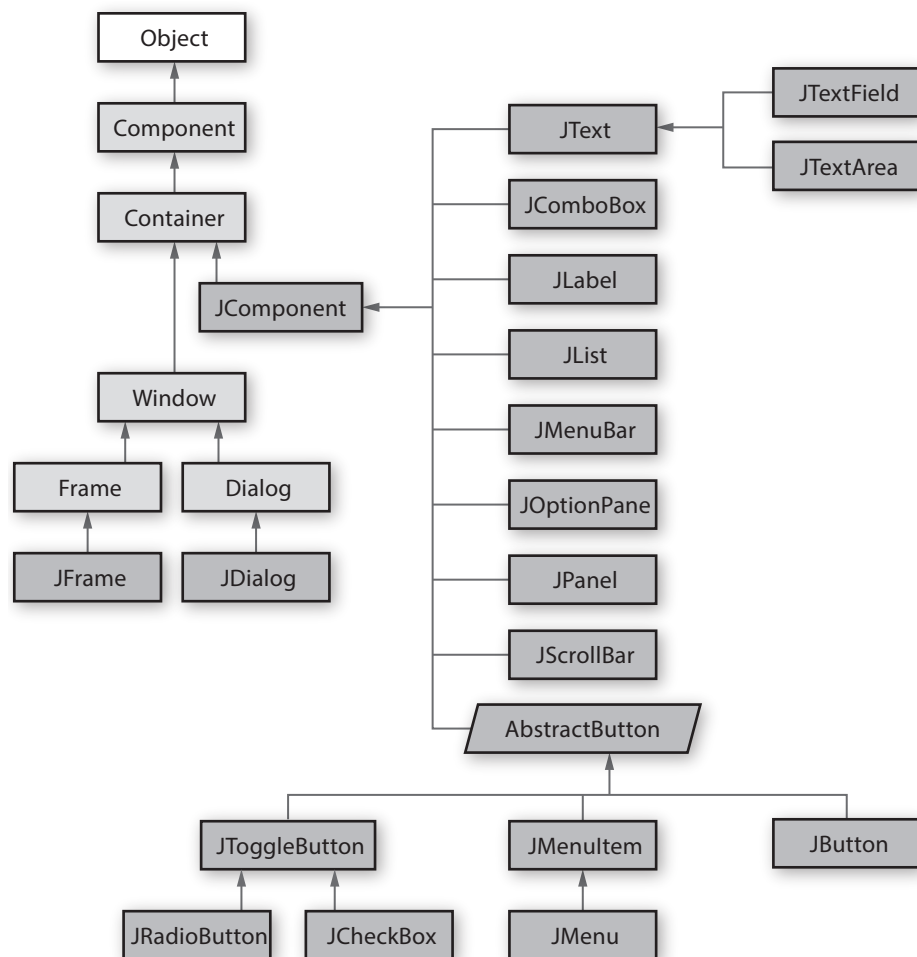 Object
Component
Container
JComponent
Window
Frame
Dialog
JFrame
JDialog
JText
JTextField
JTextArea
JComboBox
JLabel
JList
JMenuBar
JOptionPane
JPanel
JScrollBar
AbstractButton
JToggleButton
JMenuItem
JButton
JRadioButton
JCheckBox
JMenu